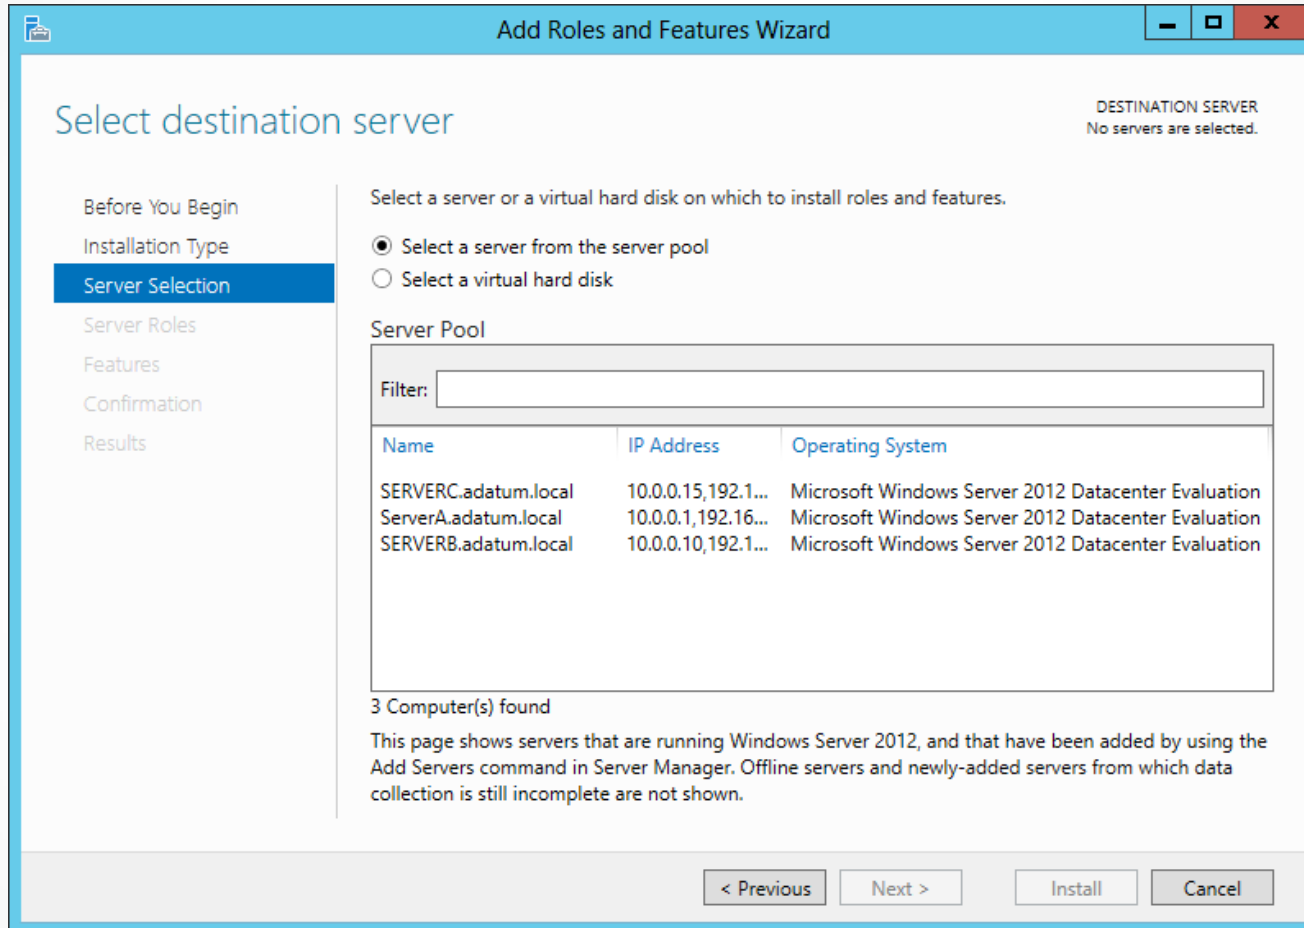 Add Roles and Features Wizard
Select destination server
DESTINATION SERVER
No servers are selected.
Before You Begin
Installation Type
Server Selection
Server Roles
Features
Confirmation
Results
Select a server or a virtual hard disk on which to install roles and features.
Select a server from the server pool
Select a virtual hard disk
Server Pool
Filter:
Name IP Address Operating System
SERVERC.adatum.local 10.0.0.15,192.1... Microsoft Windows Server 2012 Datacenter Evaluation
ServerA.adatum.local 10.0.0.1,192.16... Microsoft Windows Server 2012 Datacenter Evaluation
SERVERB.adatum.local 10.0.0.10,192.1... Microsoft Windows Server 2012 Datacenter Evaluation
3 Computer(s) found
This page shows servers that are running Windows Server 2012, and that have been added by using the
Add Servers command in Server Manager. Offline servers and newly-added servers from which data
collection is still incomplete are not shown.
< Previous Next > Install Cancel